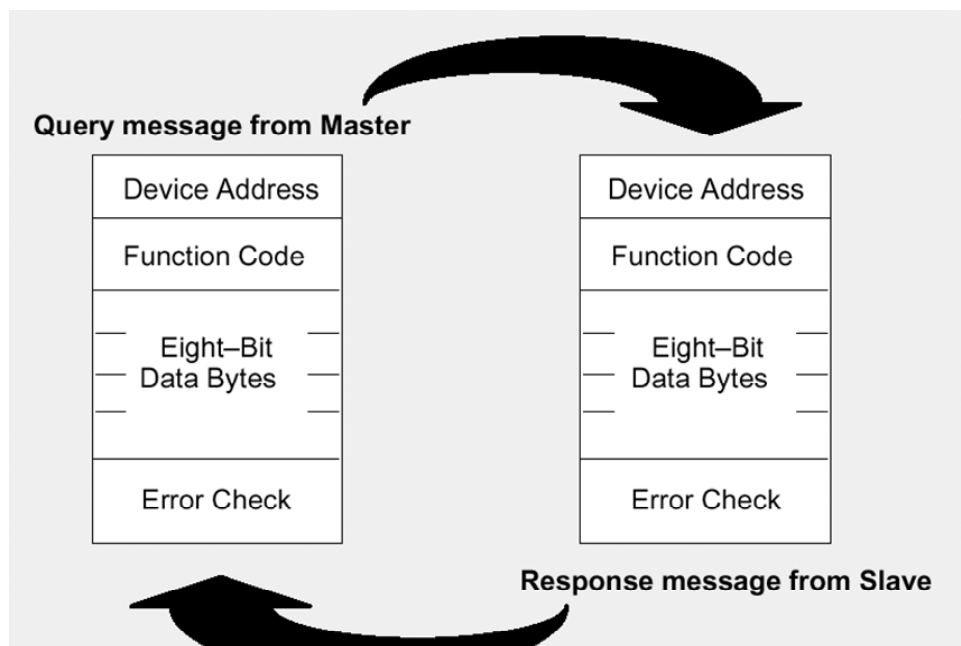 Query message from Master
Device Address
Function Code
Eight–Bit
Data Bytes
Error Check
Device Address
Function Code
Eight–Bit
Data Bytes
Error Check
Response message from Slave